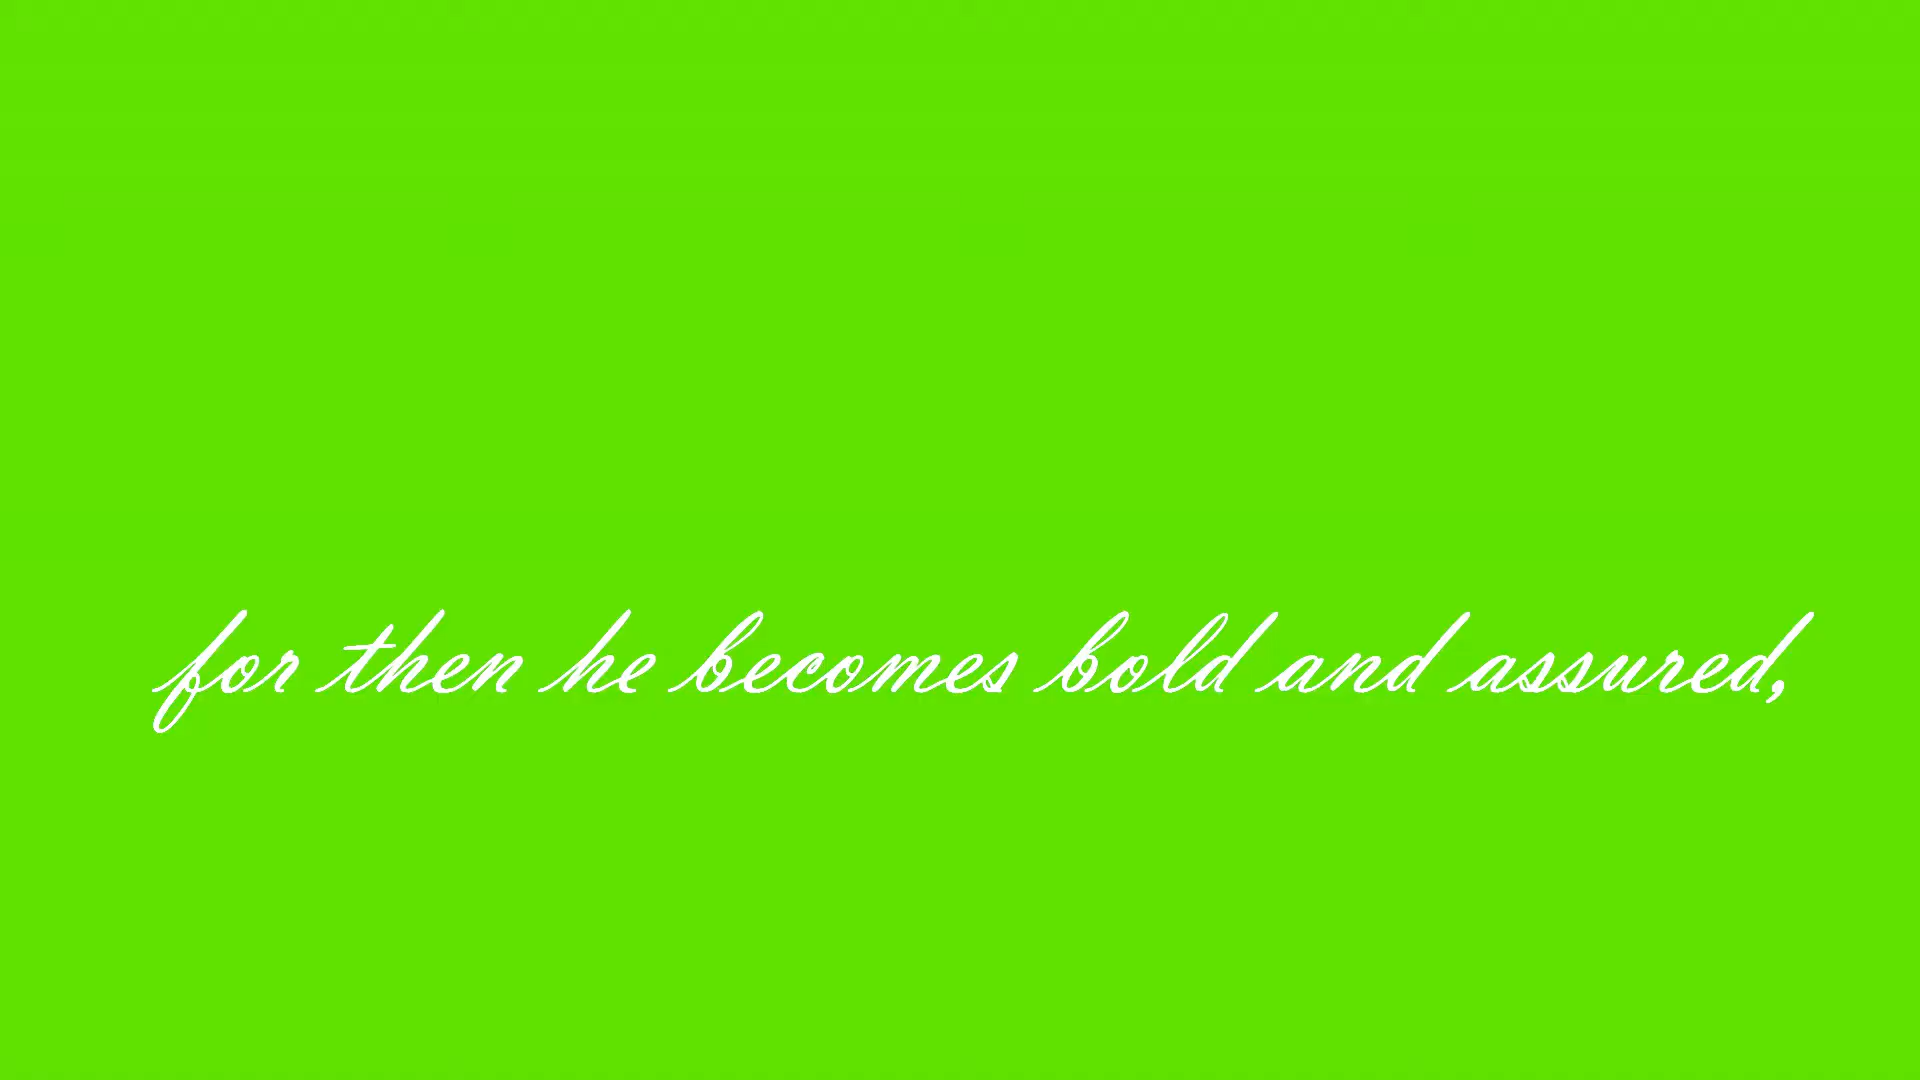 for then he becomes bold and assured,